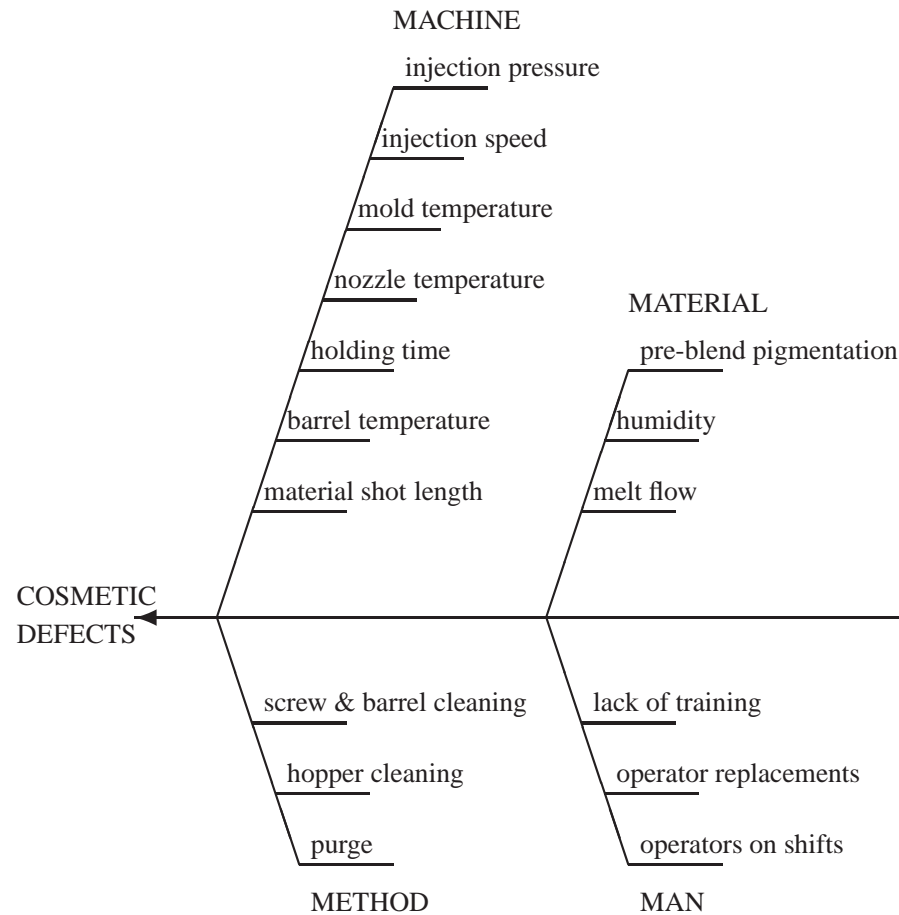 MACHINE
injection pressure
injection speed
mold temperature
nozzle temperature
holding time
barrel temperature
material shot length
MATERIAL
pre-blend pigmentation
humidity
melt flow
COSMETIC
DEFECTS
screw & barrel cleaning
hopper cleaning
purge
METHOD
lack of training
operator replacements
operators on shifts
MAN